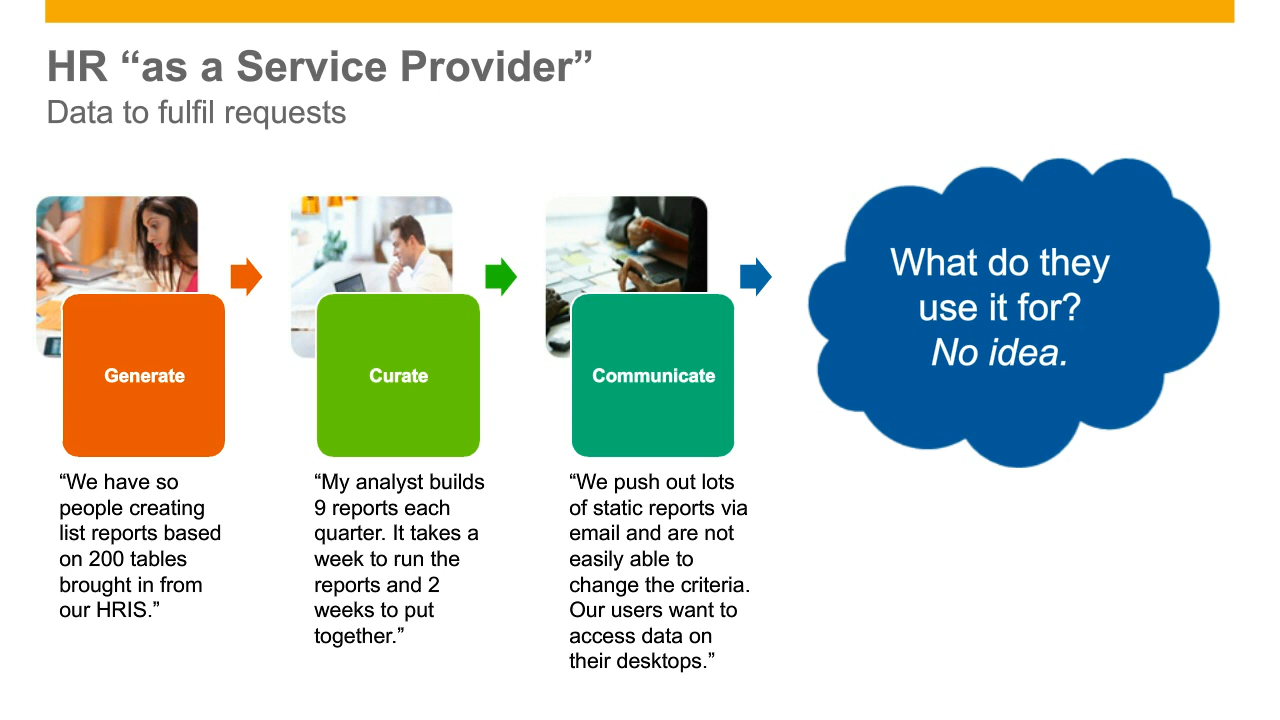 HR “as a Service Provider”
Data to fulfil requests
Generate
“We have so
people creating
list reports based
on 200 tables
brought in from
our HRIS.”
Curate
“My analyst builds
9 reports each
quarter. It takes a
week to run the
reports and 2
weeks to put
together.”
Communicate
“We push out lots
of static reports via
email and are not
easily able to
change the criteria.
Our users want to
access data on
their desktops.”
What do they
use it for?
No idea.